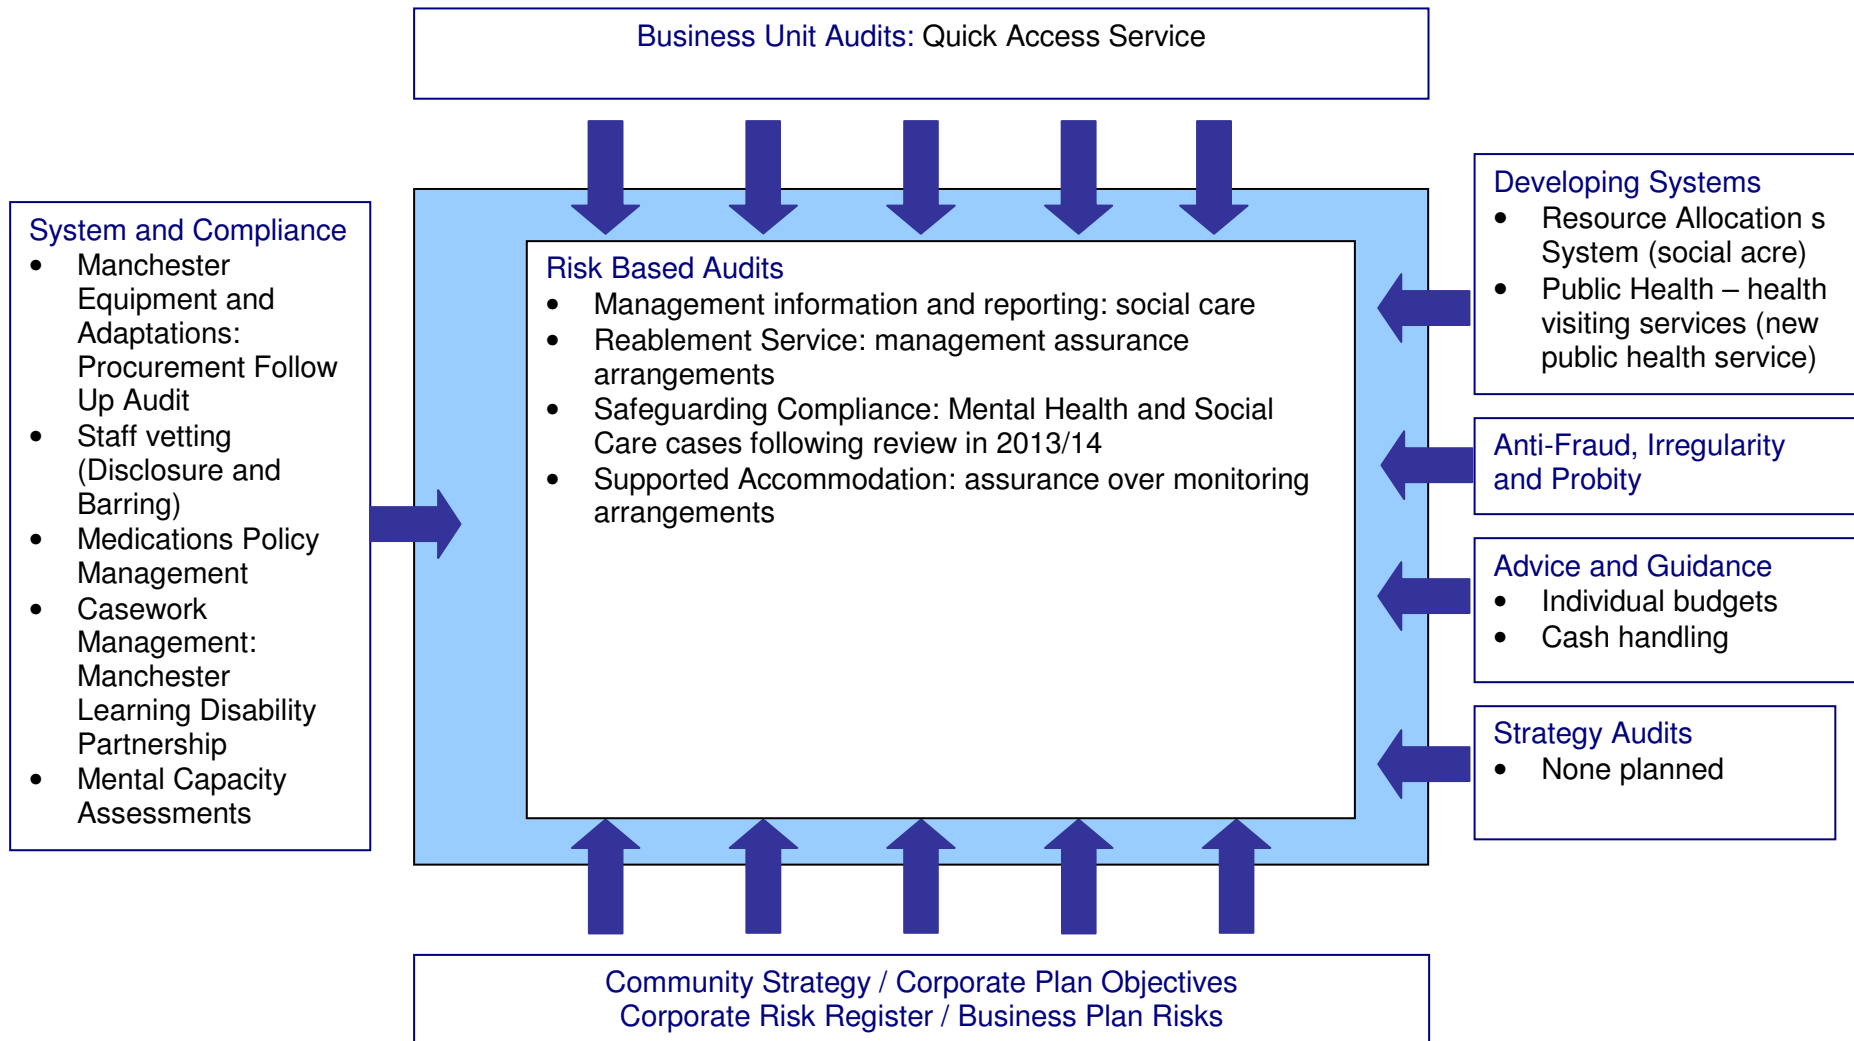 Business Unit Audits: Quick Access Service
System and Compliance
• Manchester
Equipment and
Adaptations:
Procurement Follow
Up Audit
• Staff vetting
(Disclosure and
Barring)
• Medications Policy
Management
• Casework
Management:
Manchester
Learning Disability
Partnership
• Mental Capacity
Assessments
Risk Based Audits
• Management information and reporting: social care
• Reablement Service: management assurance
arrangements
• Safeguarding Compliance: Mental Health and Social
Care cases following review in 2013/14
• Supported Accommodation: assurance over monitoring
arrangements
Developing Systems
• Resource Allocation s
System (social acre)
• Public Health – health
visiting services (new
public health service)
Anti-Fraud, Irregularity
and Probity
Advice and Guidance
• Individual budgets
• Cash handling
Strategy Audits
• None planned
Community Strategy / Corporate Plan Objectives
Corporate Risk Register / Business Plan Risks